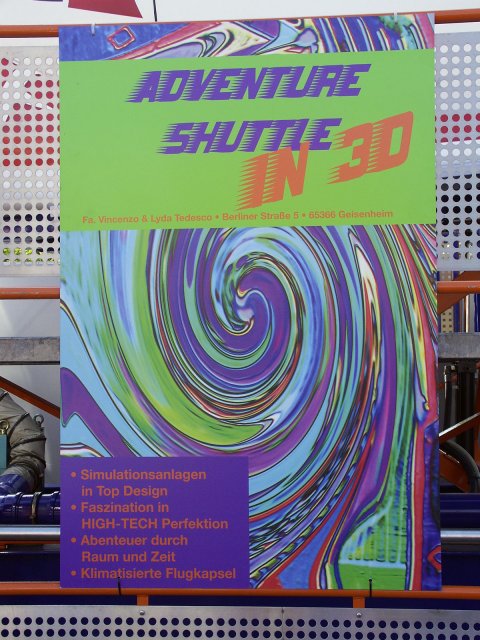 ADVENTURE
SHUTTLE
IN 3D
Fa. Vincenzo & Lyda Tedesco • Berliner Straße 5 • 65366 Geisenheim
• Simulationsanlagen
in Top Design
• Faszination in
HIGH-TECH Perfektion
• Abenteuer durch
Raum und Zeit
• Klimatisierte Flugkapsel